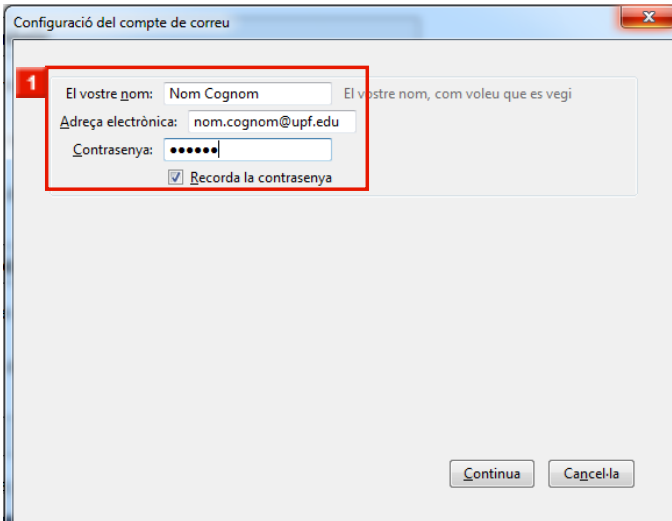 Configuració del compte de correu
x
1
El vostre nom: Nom Cognom El vostre nom, com voleu que es vegi
Adreça electrònica: nom.cognom@upf.edu
Contrasenya: ••••••
Recorda la contrasenya
Continua Cancel·la